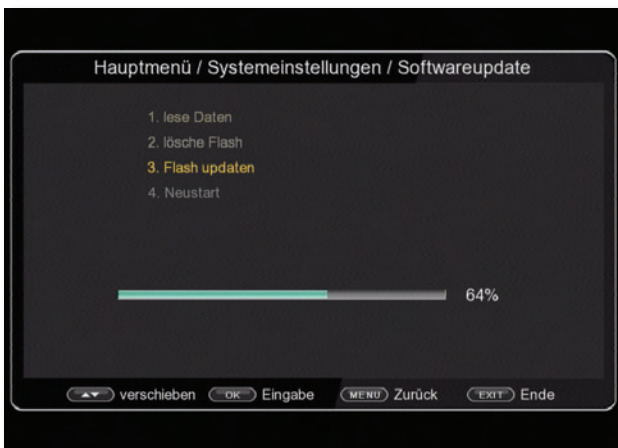 Hauptmenü / Systemeinstellungen / Softwareupdate
1. lese Daten
2. lösche Flash
3. Flash updaten
4. Neustart
64%
verschieben OK Eingabe MENU Zurück EXIT Ende